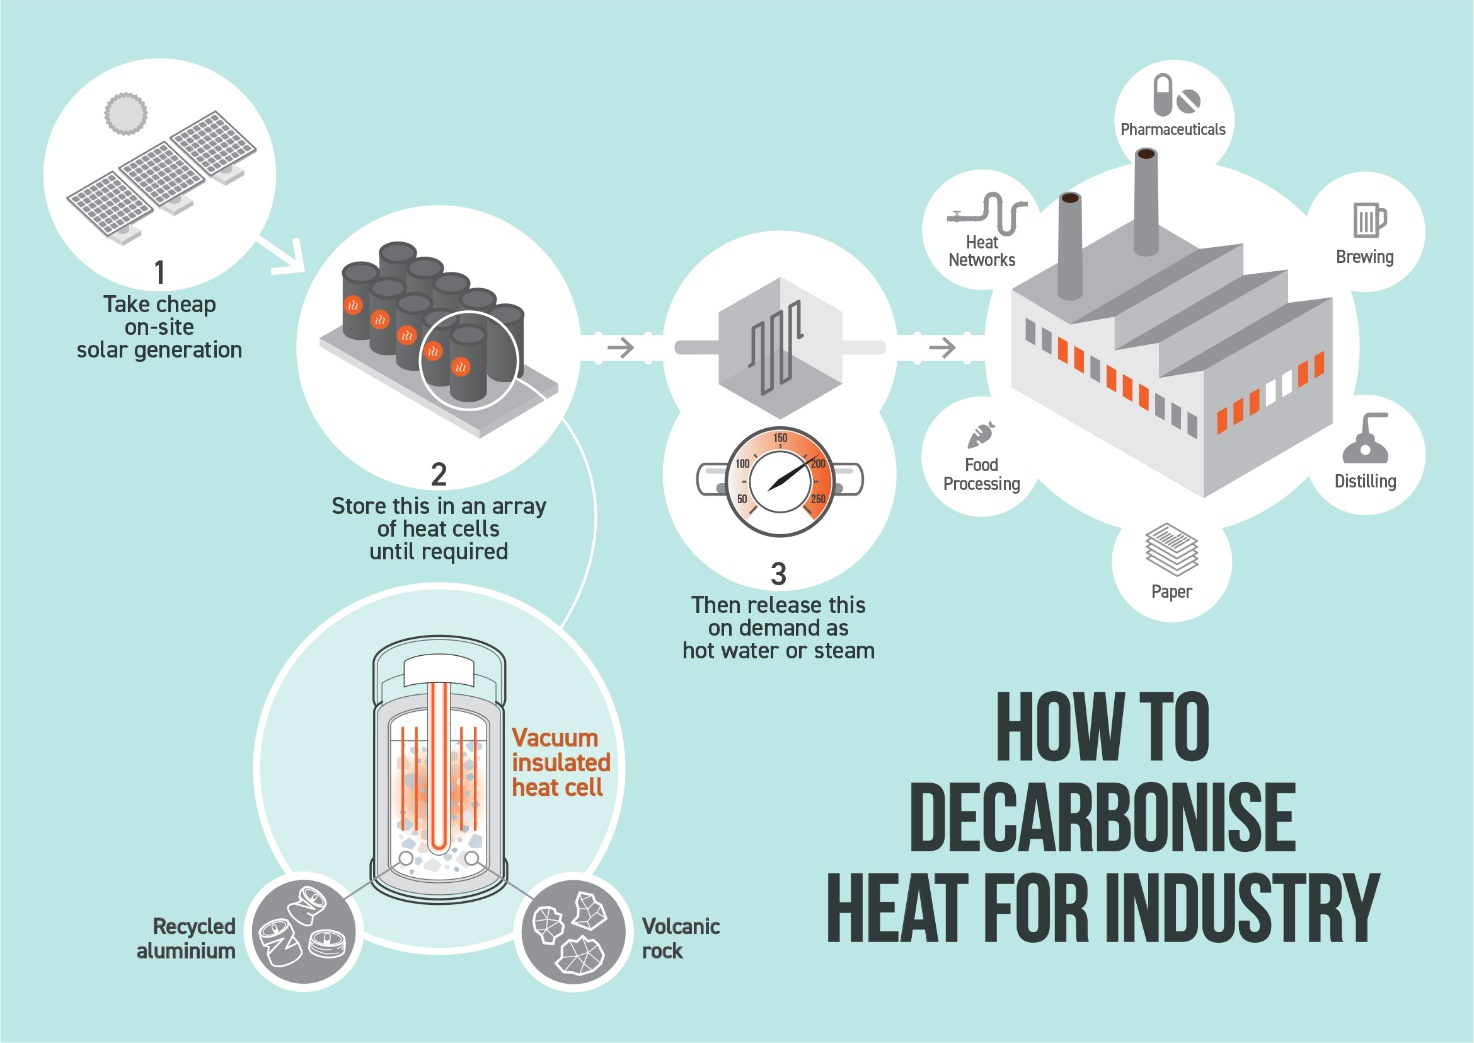 1
Take cheap
on-site
solar generation
2
Store this in an array
of heat cells
until required
Vacuum
insulated
heat cell
Recycled
aluminium
Volcanic
rock
50
100
150
200
250
3
Then release this
on demand as
hot water or steam
Pharmaceuticals
Heat
Networks
Brewing
Food
Processing
Distilling
Paper
HOW TO
DECARBONISE
HEAT FOR INDUSTRY